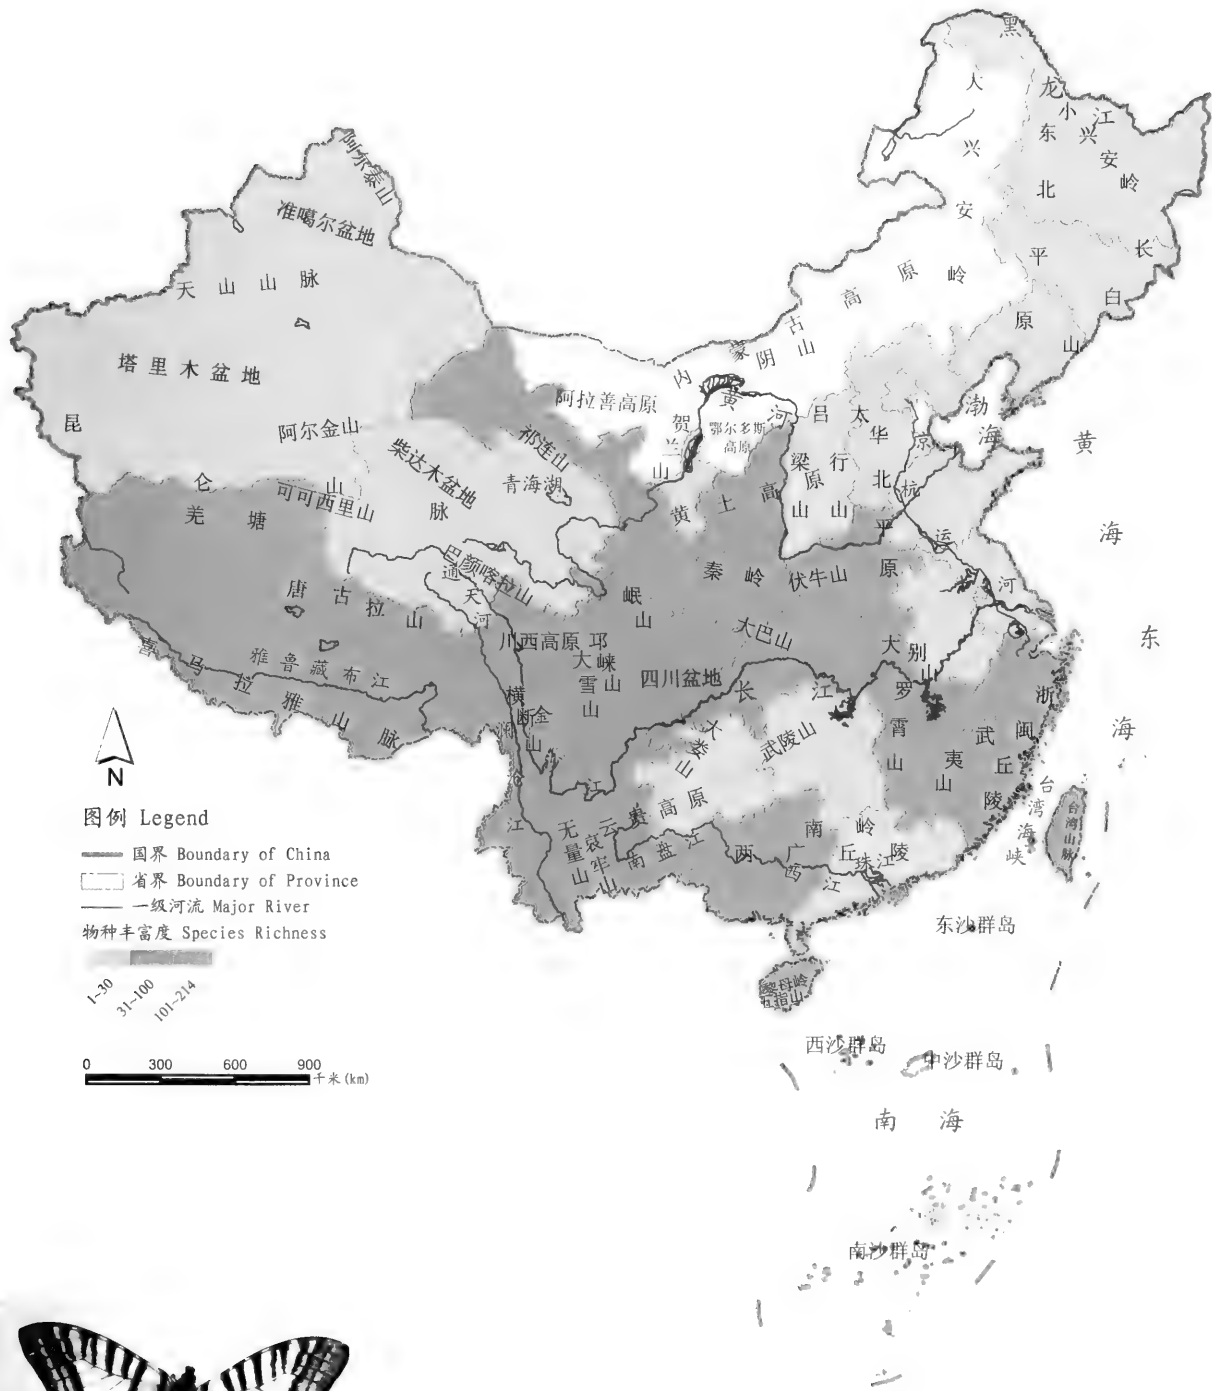 黑
龙
江
大
兴
安
岭
小
兴
安
岭
东
北
平
原
长
白
山
阿尔泰山
准噶尔盆地
天山山脉
塔里木盆地
昆
仑
山
脉
阿尔金山
柴达木盆地
祁连山
青海湖
可可西里山
羌塘
阿拉善高原
内
蒙
古
高
原
阴
山
贺
兰
山
黄
河
鄂尔多斯
高原
吕
梁
山
太
行
山
华
北
平
原
京
杭
运
河
渤
海
黄
海
东
海
黄
土
高
原
秦岭
伏牛山
巴颜喀拉山
通
天
河
唐古拉山
喜马拉雅山脉
雅鲁藏布江
岷
山
川西高原
邛
崃
山
大
雪
山
大巴山
四川盆地
长江
大
别
山
横
断
山
金
江
澜
沧
江
大
娄
山
武陵山
罗
霄
山
武
夷
山
浙
闽
丘
陵
台
湾
海
峡
台湾山脉
无
量
山
哀
牢
山
云
贵
高
原
南盘江
南岭
两广丘陵
西江
珠江
黎母岭
五指山
东沙群岛
西沙群岛
中沙群岛
南海
南沙群岛
N
图例 Legend
国界 Boundary of China
省界 Boundary of Province
一级河流 Major River
物种丰富度 Species Richness
1~30
31~100
101~214
0 300 600 900
千米(km)